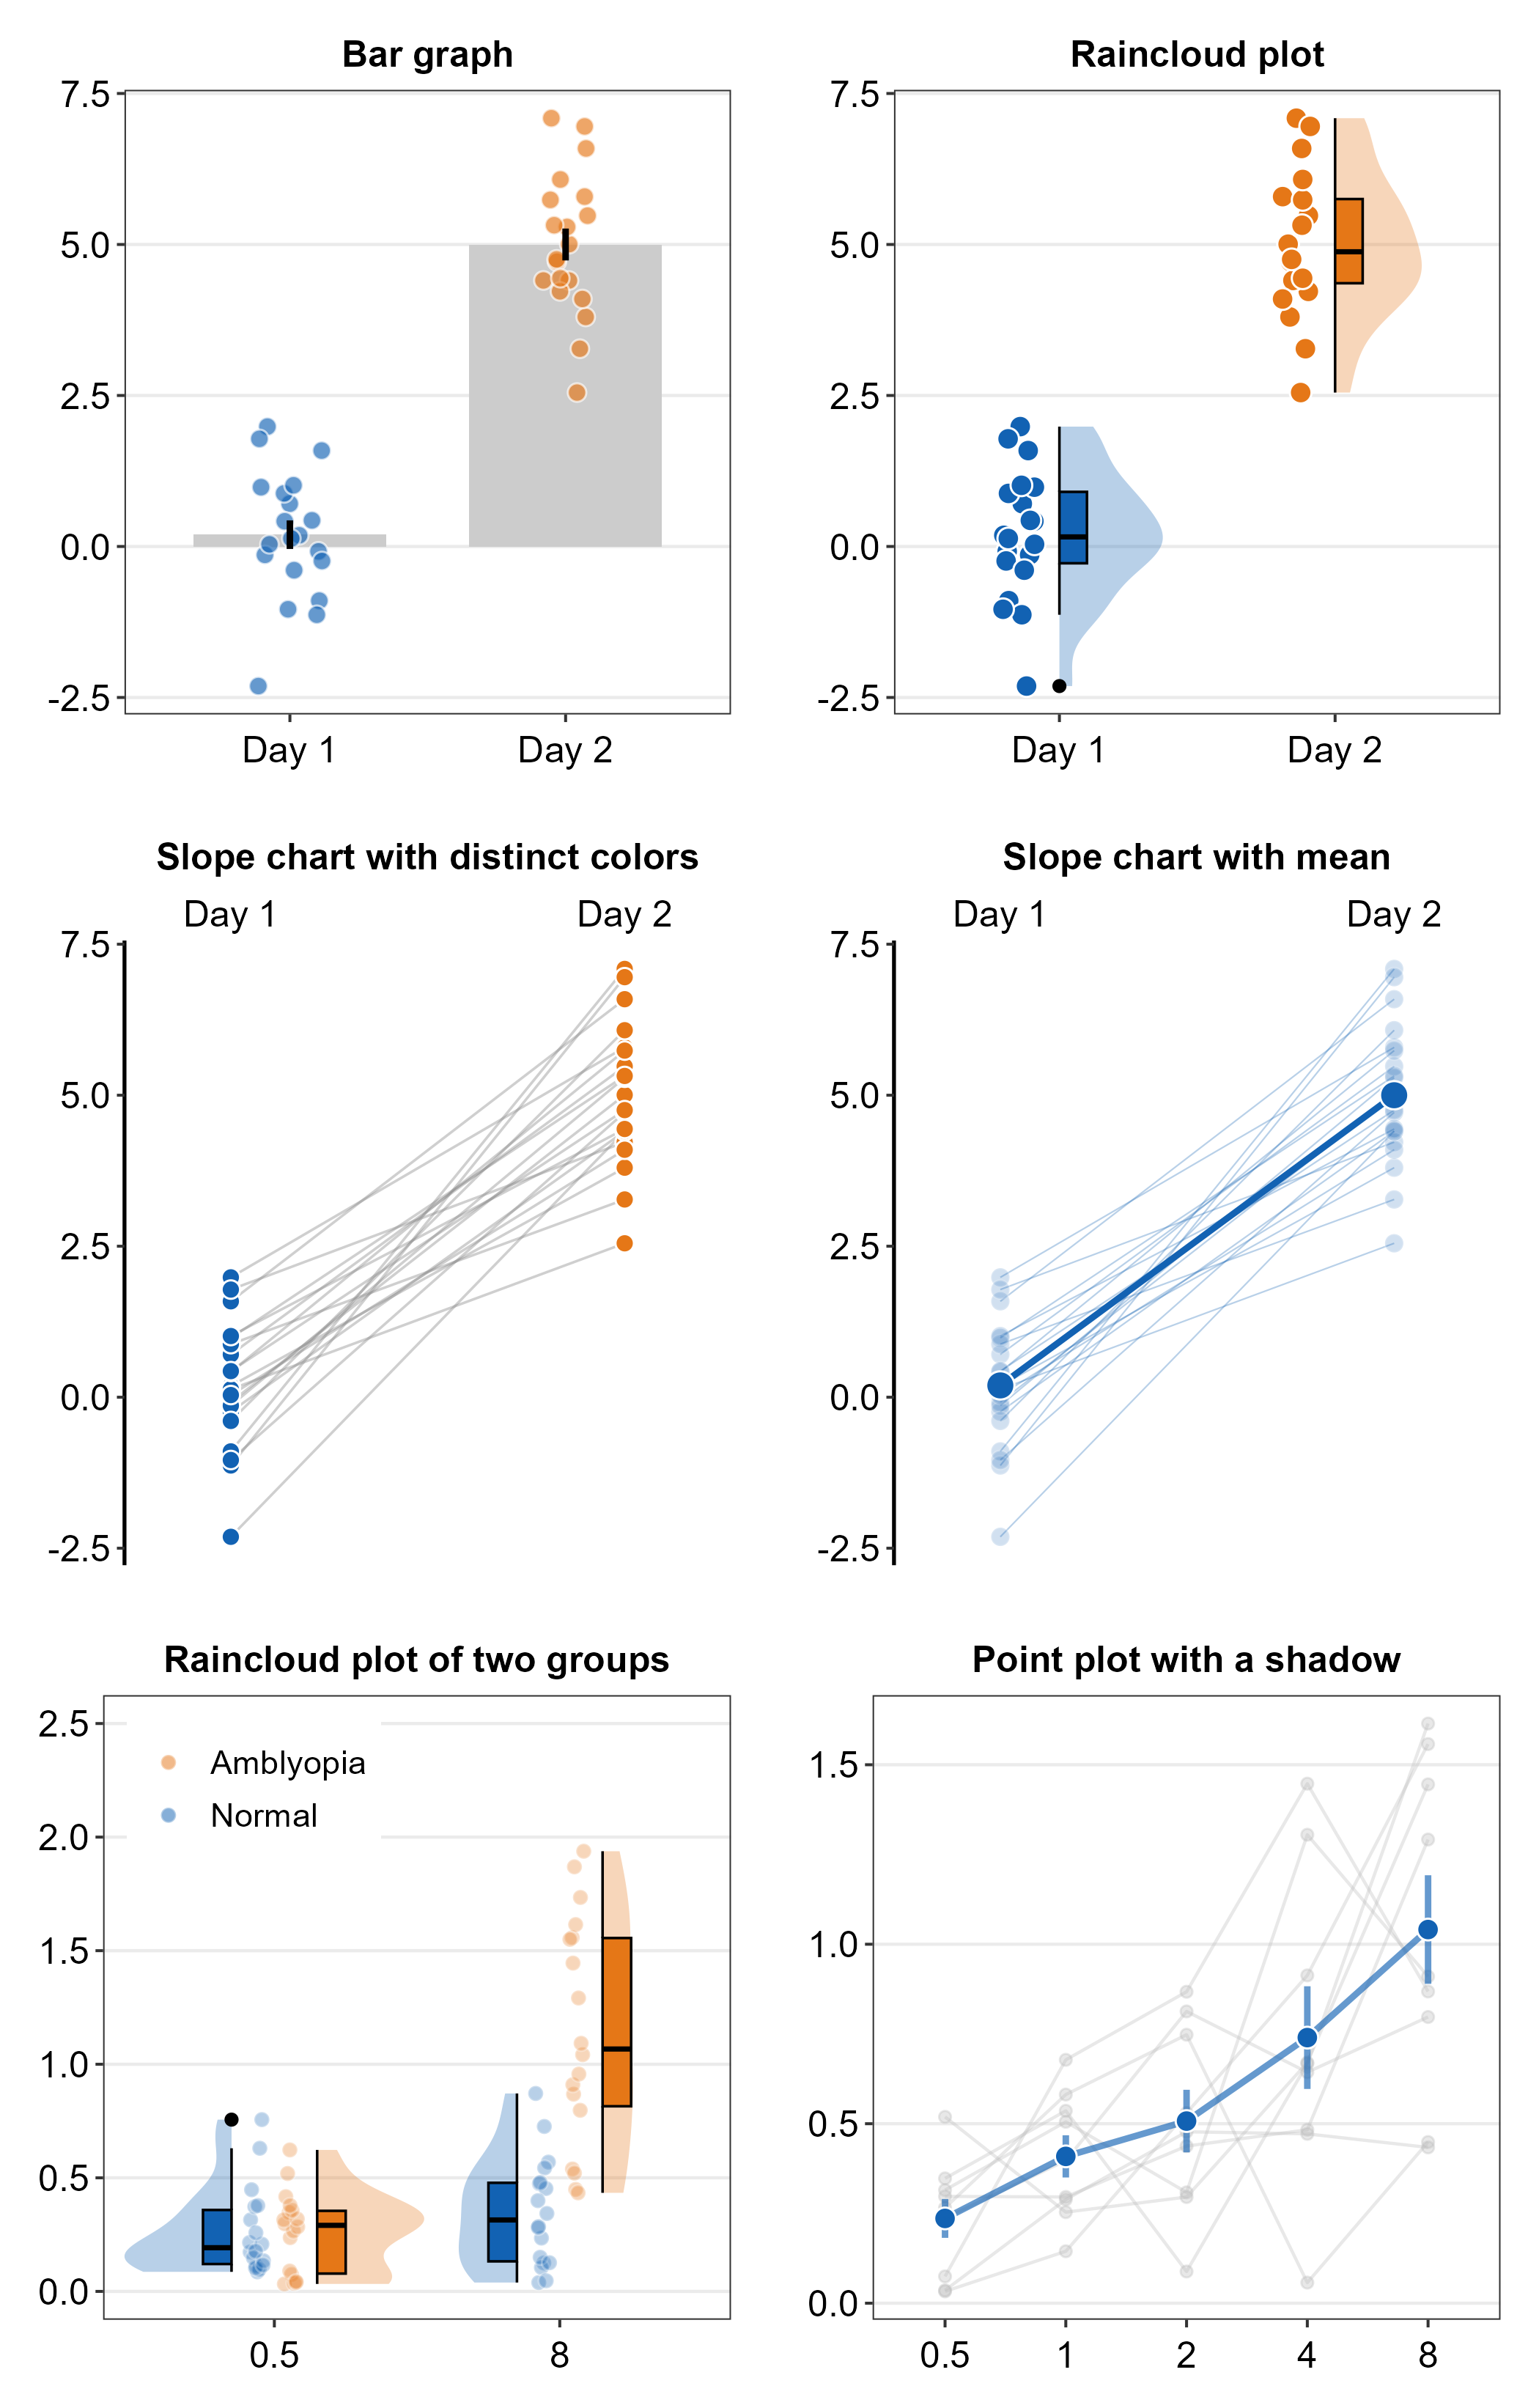 Bar graph
7.5
5.0
2.5
0.0
-2.5
Day 1 Day 2
Raincloud plot
7.5
5.0
2.5
0.0
-2.5
Day 1 Day 2
Slope chart with distinct colors
Day 1 Day 2
7.5
5.0
2.5
0.0
-2.5
Slope chart with mean
Day 1 Day 2
7.5
5.0
2.5
0.0
-2.5
Raincloud plot of two groups
2.5
Amblyopia
Normal
2.0
1.5
1.0
0.5
0.0
0.5 8
Point plot with a shadow
1.5
1.0
0.5
0.0
0.5 1 2 4 8